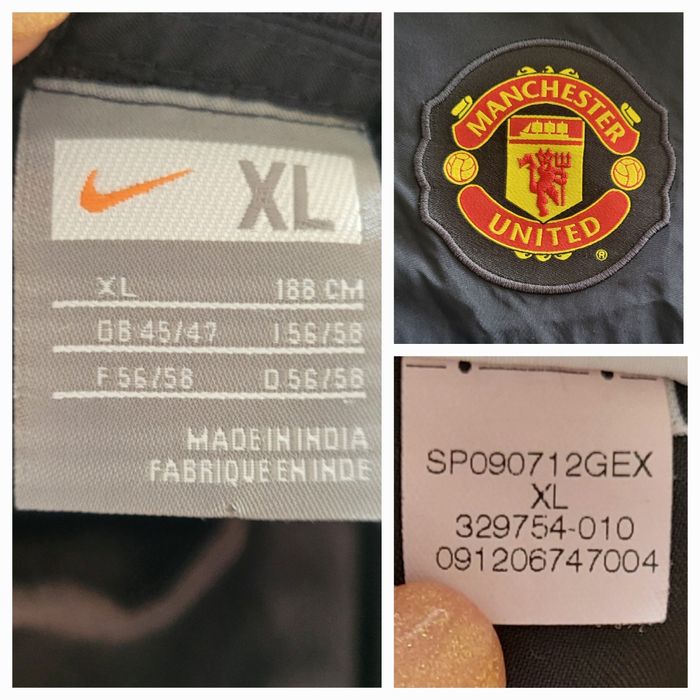 XL
XL 188 CM
GB 45/47 I 56/58
F 56/58 D 56/58
MADE IN INDIA
FABRIQUE EN INDE
MANCHESTER
UNITED
®
SP090712GEX
XL
329754-010
091206747004